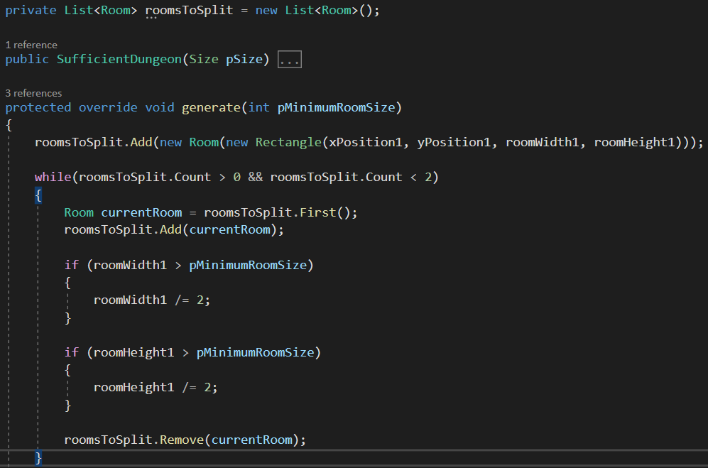 private List<Room> roomsToSplit = new List<Room>();
1 reference
public SufficientDungeon(Size pSize) ...
3 references
protected override void generate(int pMinimumRoomSize)
{
roomsToSplit.Add(new Room(new Rectangle(xPosition1, yPosition1, roomWidth1, roomHeight1)));
while(roomsToSplit.Count > 0 && roomsToSplit.Count < 2)
{
Room currentRoom = roomsToSplit.First();
roomsToSplit.Add(currentRoom);
if (roomWidth1 > pMinimumRoomSize)
{
roomWidth1 /= 2;
}
if (roomHeight1 > pMinimumRoomSize)
{
roomHeight1 /= 2;
}
roomsToSplit.Remove(currentRoom);
}